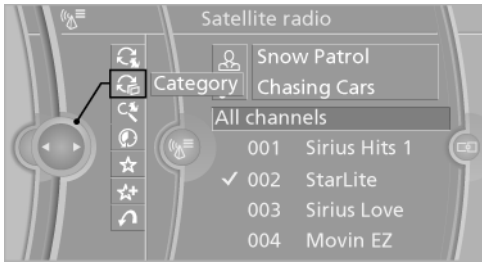 Satellite radio
Snow Patrol
Category
Chasing Cars
All channels
001 Sirius Hits 1
✓ 002 StarLite
003 Sirius Love
004 Movin EZ